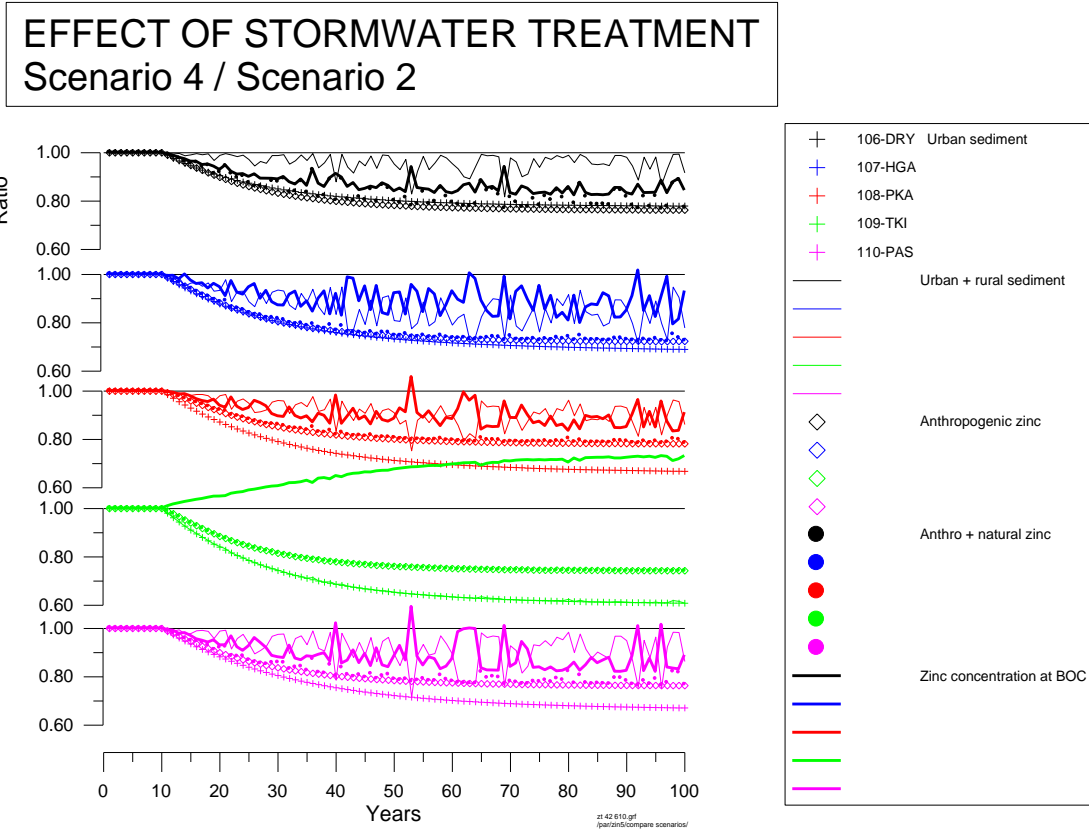 EFFECT OF STORMWATER TREATMENT
Scenario 4 / Scenario 2
Ratio
1.00
0.80
0.60
1.00
0.80
0.60
1.00
0.80
0.60
1.00
0.80
0.60
1.00
0.80
0.60
0 10 20 30 40 50 60 70 80 90 100
Years
zt 42 610.grf
/par/zin5/compare scenarios/
106-DRY Urban sediment
107-HGA
108-PKA
109-TKI
110-PAS
Urban + rural sediment
Anthropogenic zinc
Anthro + natural zinc
Zinc concentration at BOC